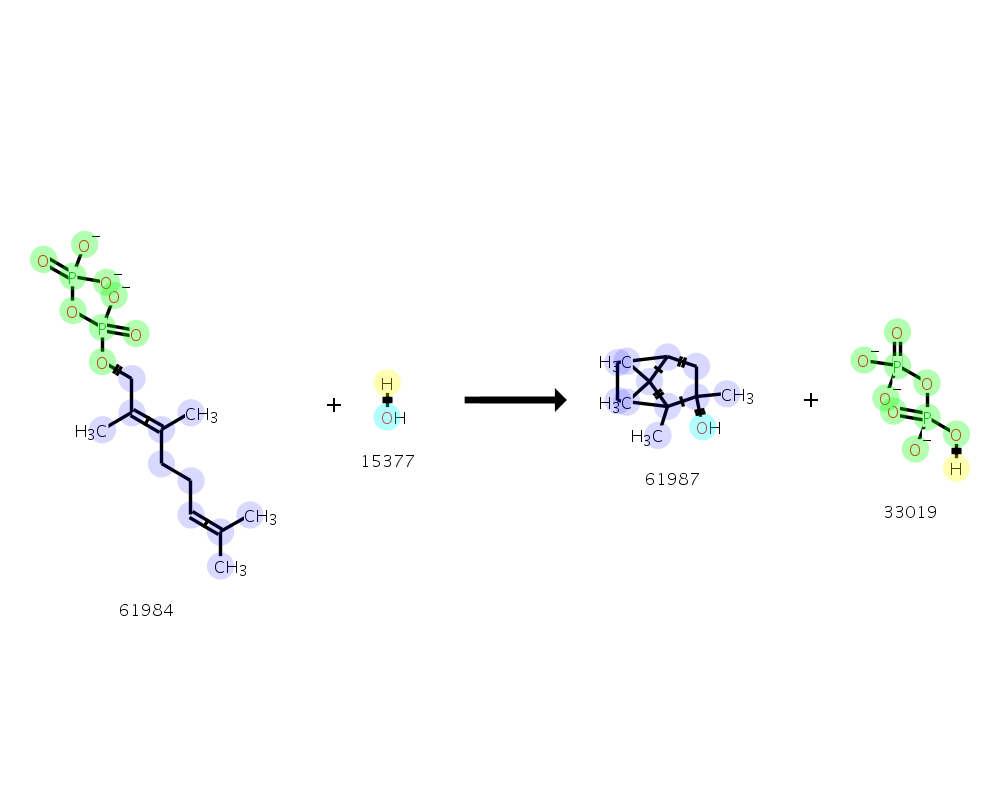 O⁻
O
P
O⁻
O⁻
O
P
O
O
H₃C
CH₃
CH₃
CH₃
61984
+
H
OH
15377
H₃C
H₃C
H₃C
CH₃
OH
61987
+
O
O⁻
P
O
O⁻
O
P
O
O⁻
H
33019